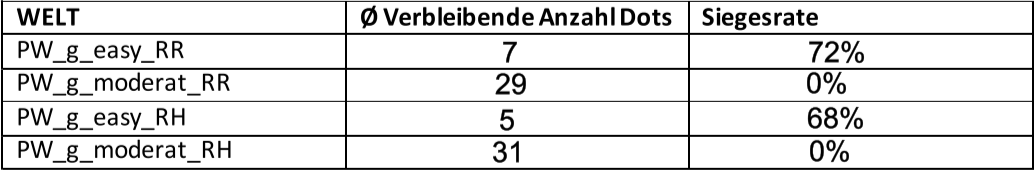 WELT Ø Verbleibende Anzahl Dots Siegesrate
PW_g_easy_RR 7 72%
PW_g_moderat_RR 29 0%
PW_g_easy_RH 5 68%
PW_g_moderat_RH 31 0%